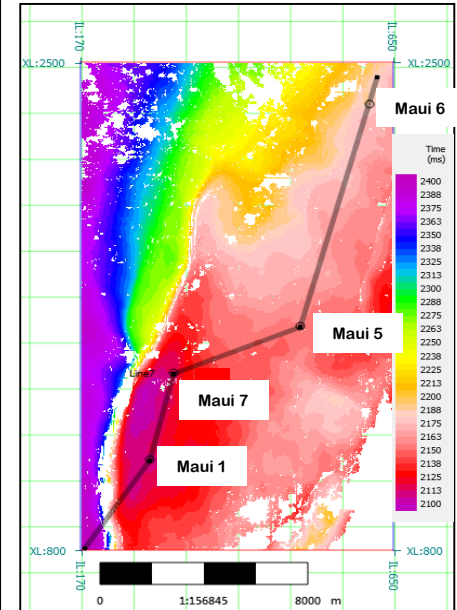 IL:170
IL:650
XL:2500
XL:2500
Maui 6
Time
(ms)
2400
2388
2375
2363
2350
2338
2325
2313
2300
2288
2275
2263
2250
2238
2225
2213
2200
2188
2175
2163
2150
2138
2125
2113
2100
Maui 5
Line7
Maui 7
Maui 1
XL:800
XL:800
IL:170
IL:650
0
1:156845
8000 m